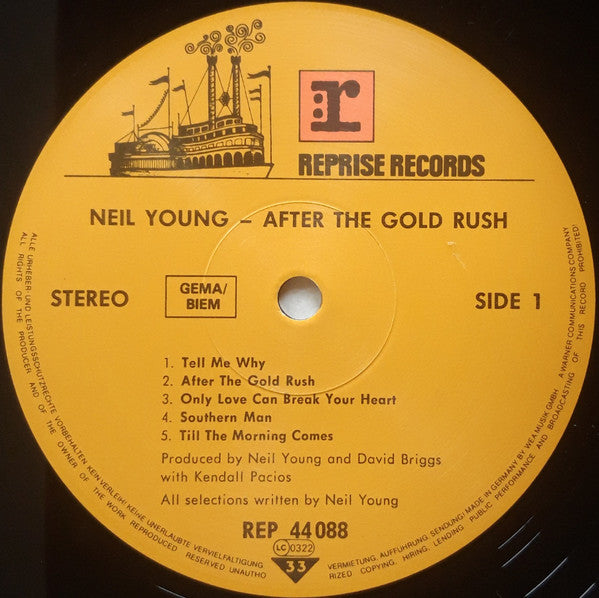 r
REPRISE RECORDS
NEIL YOUNG – AFTER THE GOLD RUSH
STEREO
GEMA/
BIEM
SIDE 1
1. Tell Me Why
2. After The Gold Rush
3. Only Love Can Break Your Heart
4. Southern Man
5. Till The Morning Comes
Produced by Neil Young and David Briggs
with Kendall Pacios
All selections written by Neil Young
REP 44 088
LC 0322
33
ALLE URHEBER- UND LEISTUNGSSCHUTZRECHTE VORBEHALTEN. KEIN VERLEIH! KEINE UNERLAUBTE VERVIELFÄLTIGUNG, VERMIETUNG, AUFFÜHRUNG, SENDUNG! MADE IN GERMANY BY WEA MUSIK GMBH · A WARNER COMMUNICATIONS COMPANY
ALL RIGHTS OF THE PRODUCER AND OF THE OWNER OF THE WORK REPRODUCED RESERVED. UNAUTHORIZED COPYING, HIRING, LENDING, PUBLIC PERFORMANCE AND BROADCASTING OF THIS RECORD PROHIBITED!